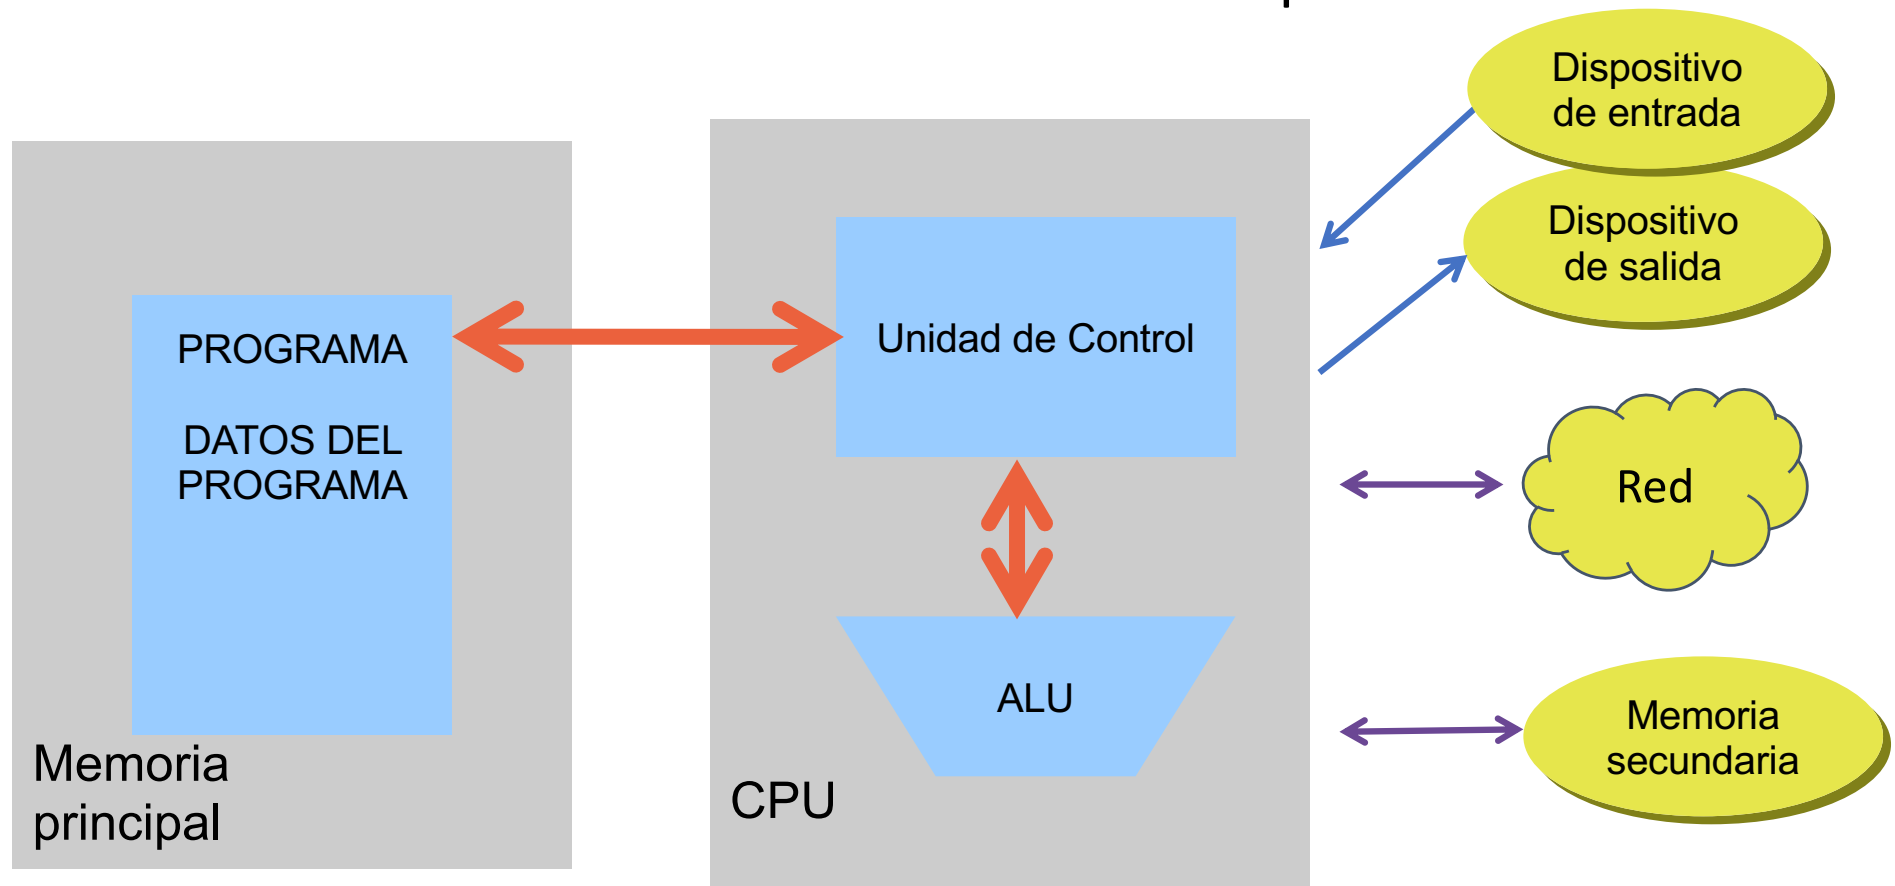 PROGRAMA
DATOS DEL
PROGRAMA
Memoria
principal
Unidad de Control
ALU
CPU
Dispositivo
de entrada
Dispositivo
de salida
Red
Memoria
secundaria